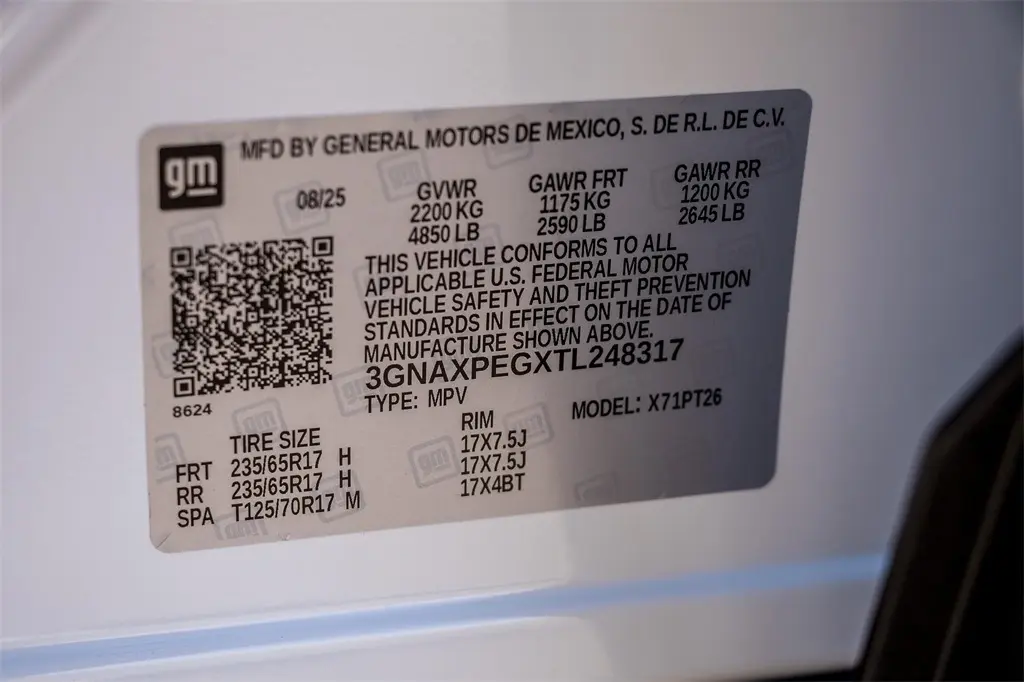 gm
MFD BY GENERAL MOTORS DE MEXICO, S. DE R.L. DE C.V.
08/25
GVWR
2200 KG
4850 LB
GAWR FRT
1175 KG
2590 LB
GAWR RR
1200 KG
2645 LB
THIS VEHICLE CONFORMS TO ALL
APPLICABLE U.S. FEDERAL MOTOR
VEHICLE SAFETY AND THEFT PREVENTION
STANDARDS IN EFFECT ON THE DATE OF
MANUFACTURE SHOWN ABOVE.
3GNAXPEGXTL248317
8624
TYPE: MPV
MODEL: X71PT26
TIRE SIZE
RIM
FRT 235/65R17 H 17X7.5J
RR 235/65R17 H 17X7.5J
SPA T125/70R17 M 17X4BT